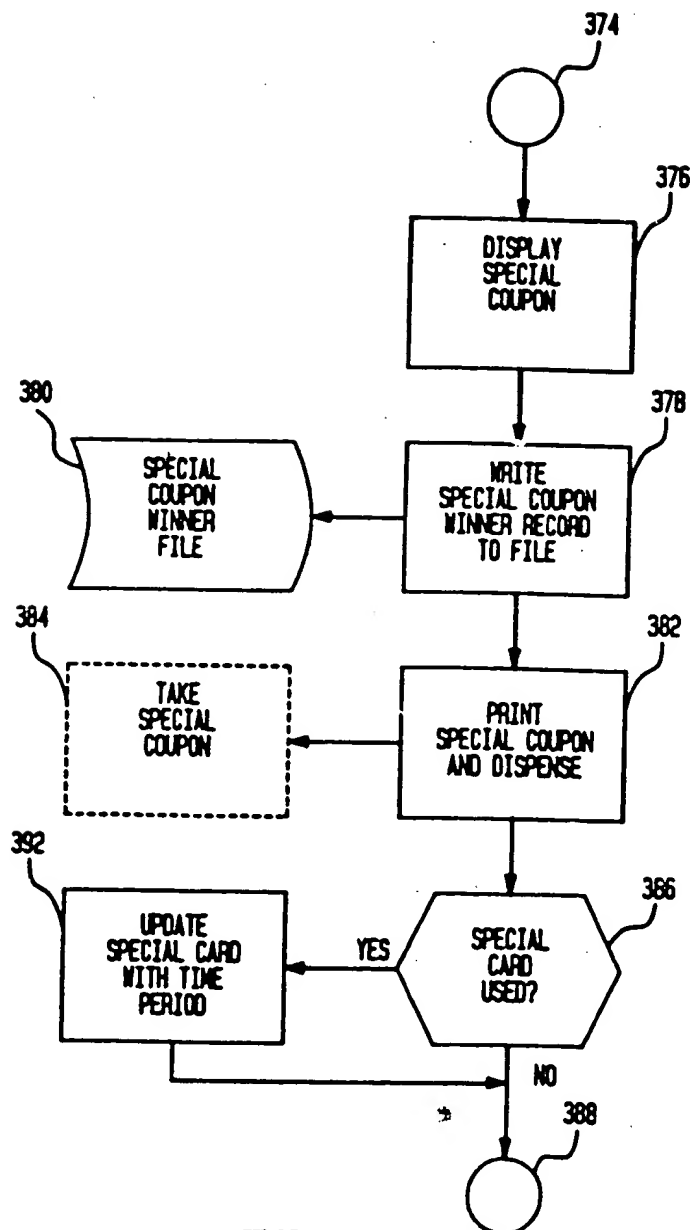 374
376
DISPLAY
SPECIAL
COUPON
380
378
SPECIAL
COUPON
WINNER
FILE
WRITE
SPECIAL COUPON
WINNER RECORD
TO FILE
384
382
TAKE
SPECIAL
COUPON
PRINT
SPECIAL COUPON
AND DISPENSE
392
386
UPDATE
SPECIAL CARD
WITH TIME
PERIOD
YES
SPECIAL
CARD
USED?
NO
388